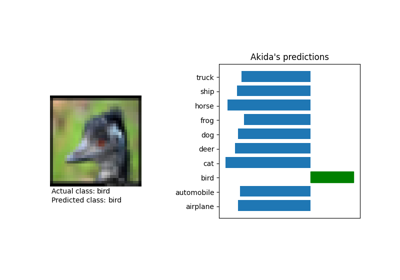 Akida's predictions
truck
ship
horse
frog
dog
deer
cat
bird
automobile
airplane
Actual class: bird
Predicted class: bird